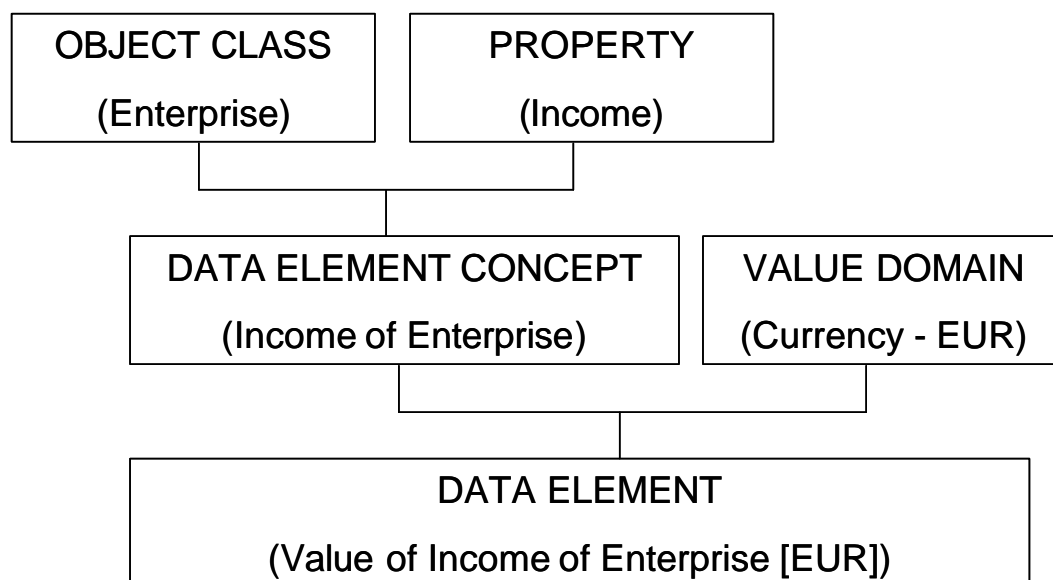 OBJECT CLASS
(Enterprise)
PROPERTY
(Income)
DATA ELEMENT CONCEPT
(Income of Enterprise)
VALUE DOMAIN
(Currency - EUR)
DATA ELEMENT
(Value of Income of Enterprise [EUR])